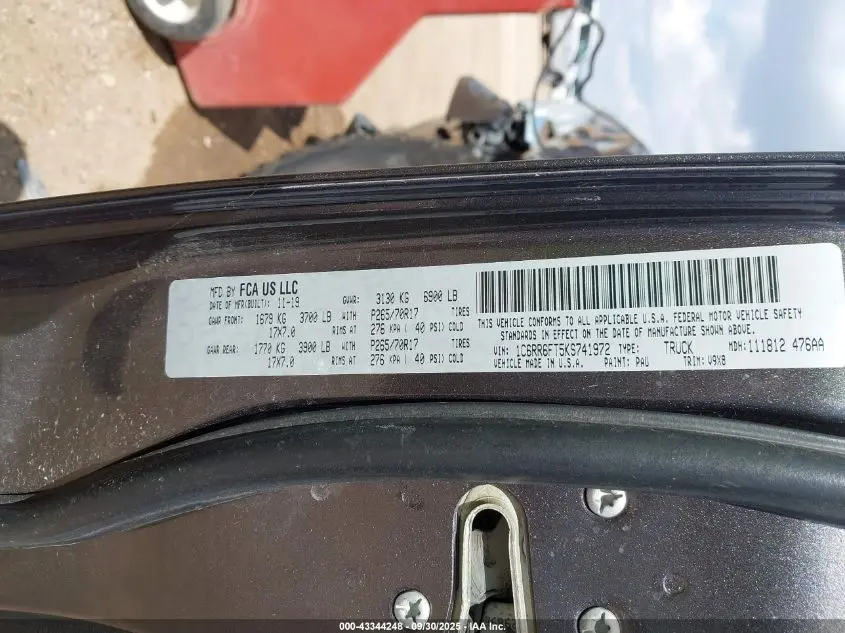 MFD BY FCA US LLC
DATE OF MFR(BUILT): 11-19 GVWR: 3130 KG 6900 LB
GAWR FRONT: 1679 KG 3700 LB WITH P265/70R17 TIRES
17X7.0 RIMS AT 276 KPA ( 40 PSI) COLD
GAWR REAR: 1770 KG 3900 LB WITH P265/70R17 TIRES
17X7.0 RIMS AT 276 KPA ( 40 PSI) COLD
THIS VEHICLE CONFORMS TO ALL APPLICABLE U.S.A. FEDERAL MOTOR VEHICLE SAFETY
STANDARDS IN EFFECT ON THE DATE OF MANUFACTURE SHOWN ABOVE.
VIN: 1C6RR6FT5KS741972 TYPE: TRUCK MDH: 111812 476AA
VEHICLE MADE IN U.S.A. PAINT: PAU TRIM: V9X8
000-43344248 - 09/30/2025 - IAA Inc.